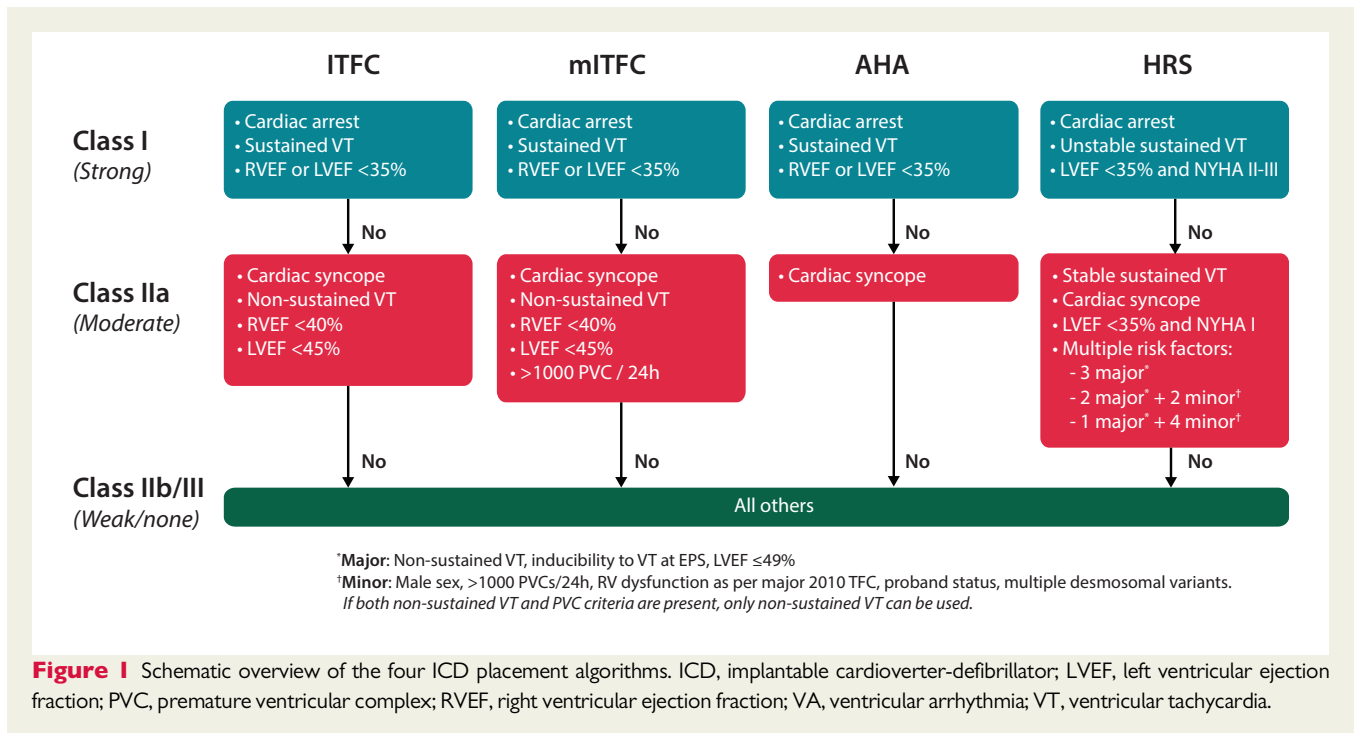 ITFC
mITFC
AHA
HRS
Class I
(Strong)
• Cardiac arrest
• Sustained VT
• RVEF or LVEF <35%
• Cardiac arrest
• Sustained VT
• RVEF or LVEF <35%
• Cardiac arrest
• Sustained VT
• RVEF or LVEF <35%
• Cardiac arrest
• Unstable sustained VT
• LVEF <35% and NYHA II-III
No
No
No
No
Class IIa
(Moderate)
• Cardiac syncope
• Non-sustained VT
• RVEF <40%
• LVEF <45%
• Cardiac syncope
• Non-sustained VT
• RVEF <40%
• LVEF <45%
• >1000 PVC / 24h
• Cardiac syncope
• Stable sustained VT
• Cardiac syncope
• LVEF <35% and NYHA I
• Multiple risk factors:
- 3 major*
- 2 major* + 2 minor†
- 1 major* + 4 minor†
No
No
No
No
Class IIb/III
(Weak/none)
All others
*Major: Non-sustained VT, inducibility to VT at EPS, LVEF ≤49%
†Minor: Male sex, >1000 PVCs/24h, RV dysfunction as per major 2010 TFC, proband status, multiple desmosomal variants.
If both non-sustained VT and PVC criteria are present, only non-sustained VT can be used.
Figure 1 Schematic overview of the four ICD placement algorithms. ICD, implantable cardioverter-defibrillator; LVEF, left ventricular ejection
fraction; PVC, premature ventricular complex; RVEF, right ventricular ejection fraction; VA, ventricular arrhythmia; VT, ventricular tachycardia.